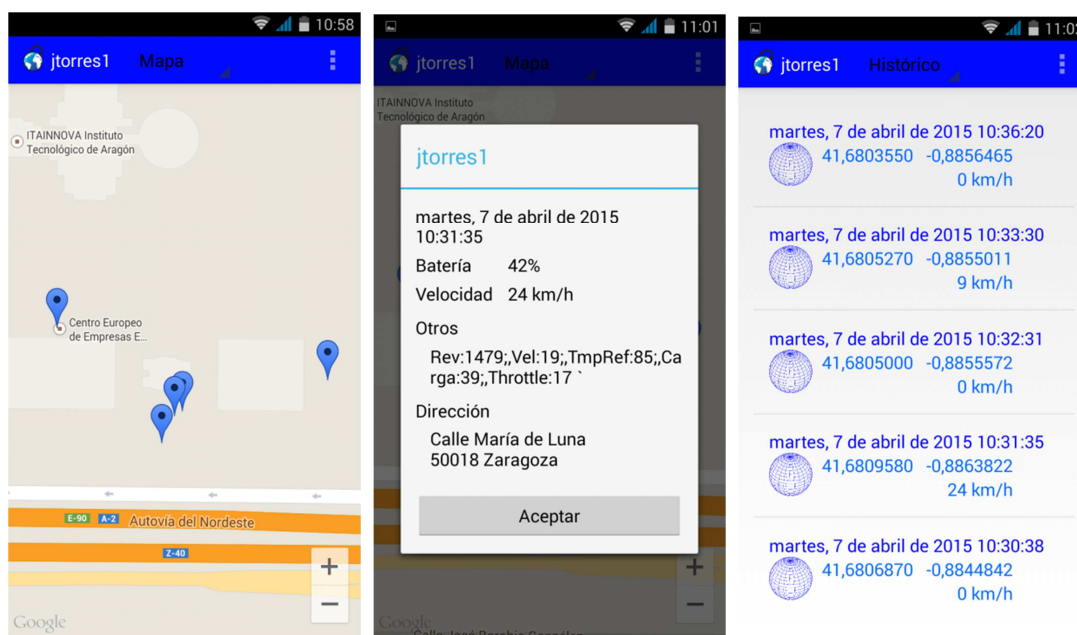 10:58
jtorres1 Mapa
ITAINNOVA Instituto
Tecnológico de Aragón
Centro Europeo
de Empresas E...
E-90 A-2 Autovía del Nordeste
Z-40
+
−
Google
11:01
jtorres1 Mapa
ITAINNOVA Instituto
Tecnológico de Aragón
jtorres1
martes, 7 de abril de 2015
10:31:35
Batería 42%
Velocidad 24 km/h
Otros
Rev:1479;,Vel:19;,TmpRef:85;,Ca
rga:39;,Throttle:17 `
Dirección
Calle María de Luna
50018 Zaragoza
Aceptar
+
−
Google
11:02
jtorres1 Histórico
martes, 7 de abril de 2015 10:36:20
41,6803550 -0,8856465
0 km/h
martes, 7 de abril de 2015 10:33:30
41,6805270 -0,8855011
9 km/h
martes, 7 de abril de 2015 10:32:31
41,6805000 -0,8855572
0 km/h
martes, 7 de abril de 2015 10:31:35
41,6809580 -0,8863822
24 km/h
martes, 7 de abril de 2015 10:30:38
41,6806870 -0,8844842
0 km/h